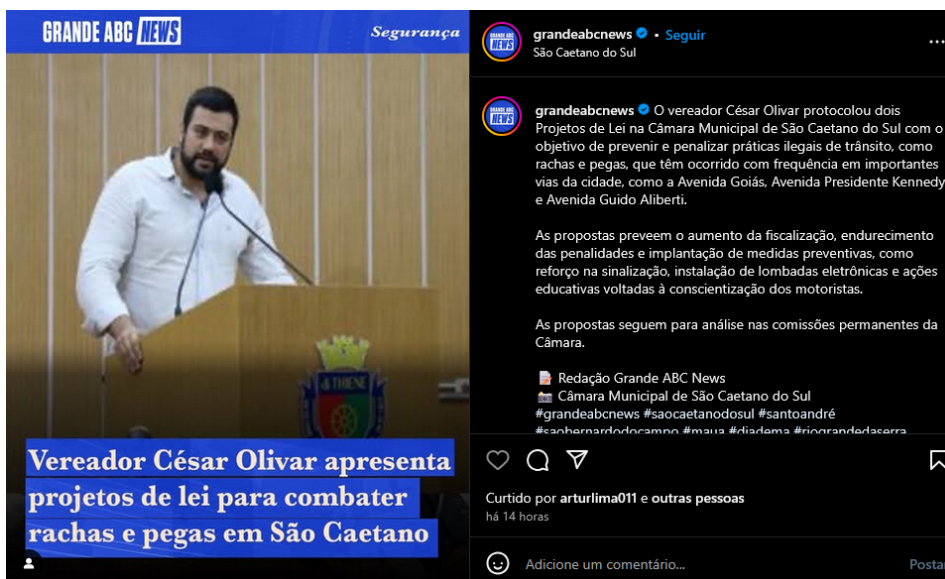 GRANDE ABC NEWS
Segurança
Vereador César Olivar apresenta
projetos de lei para combater
rachas e pegas em São Caetano
grandeabcnews • Seguir
São Caetano do Sul
grandeabcnews O vereador César Olivar protocolou dois
Projetos de Lei na Câmara Municipal de São Caetano do Sul com o
objetivo de prevenir e penalizar práticas ilegais de trânsito, como
rachas e pegas, que têm ocorrido com frequência em importantes
vias da cidade, como a Avenida Goiás, Avenida Presidente Kennedy
e Avenida Guido Aliberti.
As propostas preveem o aumento da fiscalização, endurecimento
das penalidades e implantação de medidas preventivas, como
reforço na sinalização, instalação de lombadas eletrônicas e ações
educativas voltadas à conscientização dos motoristas.
As propostas seguem para análise nas comissões permanentes da
Câmara.
Redação Grande ABC News
Câmara Municipal de São Caetano do Sul
#grandeabcnews #saocaetanodosul #santoandré
#saobernardodocampo #maua #diadema #riograndedaserra
Curtido por arturlima011 e outras pessoas
há 14 horas
Adicione um comentário...
Posta